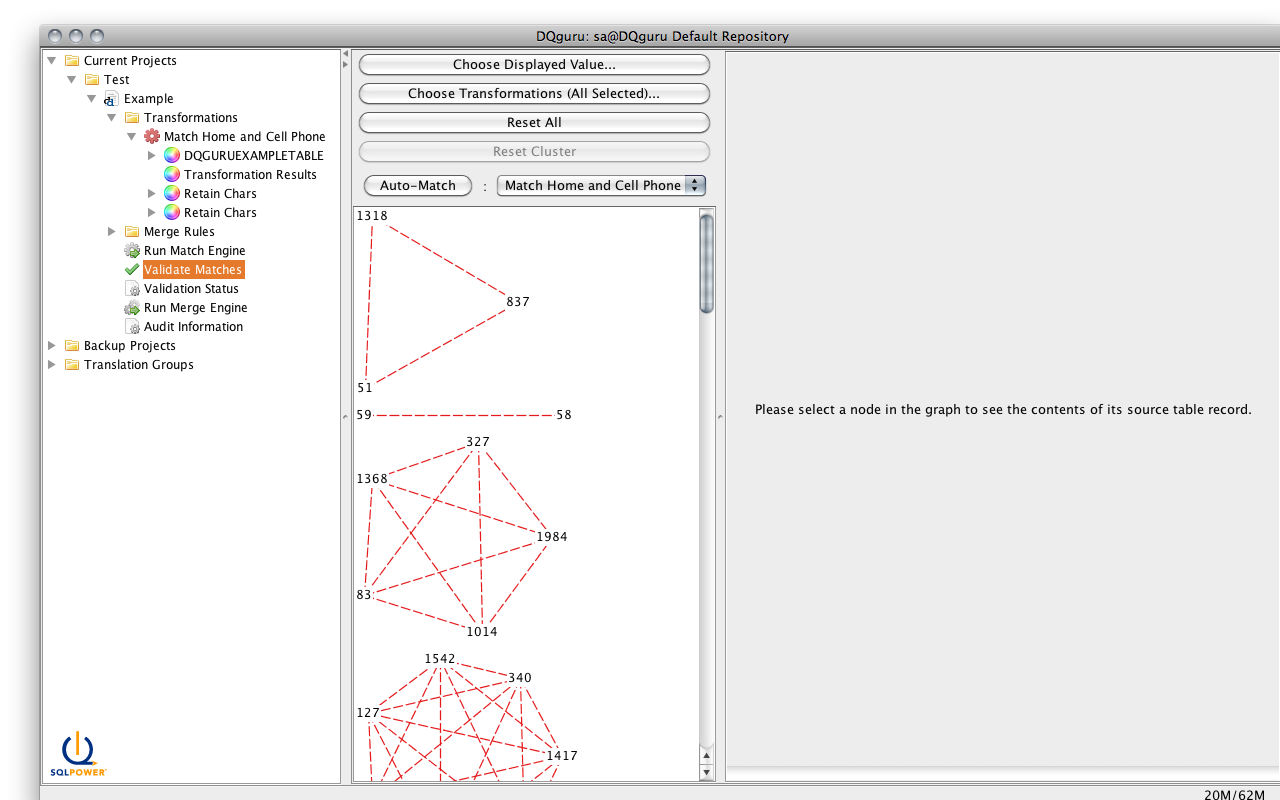 DQguru: sa@DQguru Default Repository
Current Projects
Test
Example
Transformations
Match Home and Cell Phone
DQGURUEXAMPLETABLE
Transformation Results
Retain Chars
Retain Chars
Merge Rules
Run Match Engine
Validate Matches
Validation Status
Run Merge Engine
Audit Information
Backup Projects
Translation Groups
SQLPOWER
Choose Displayed Value...
Choose Transformations (All Selected)...
Reset All
Reset Cluster
Auto-Match : Match Home and Cell Phone
1318
837
51
59 58
327
1368
1984
83
1014
1542
340
127
1417
Please select a node in the graph to see the contents of its source table record.
20M/62M